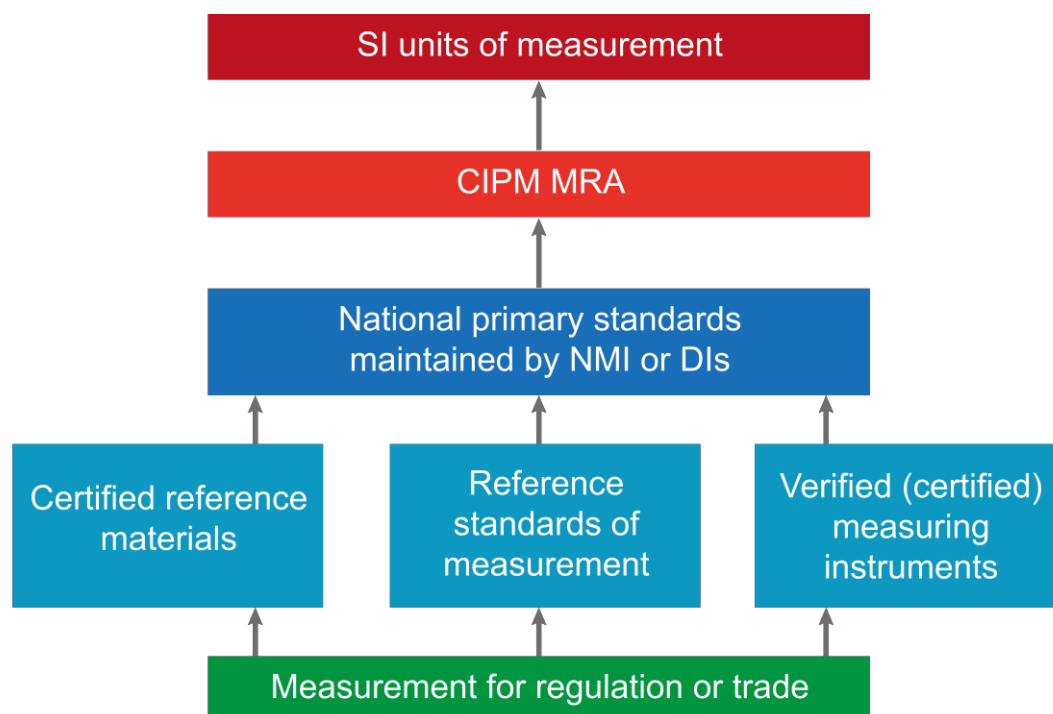 SI units of measurement
CIPM MRA
National primary standards
maintained by NMI or DIs
Certified reference
materials
Reference
standards of
measurement
Verified (certified)
measuring
instruments
Measurement for regulation or trade